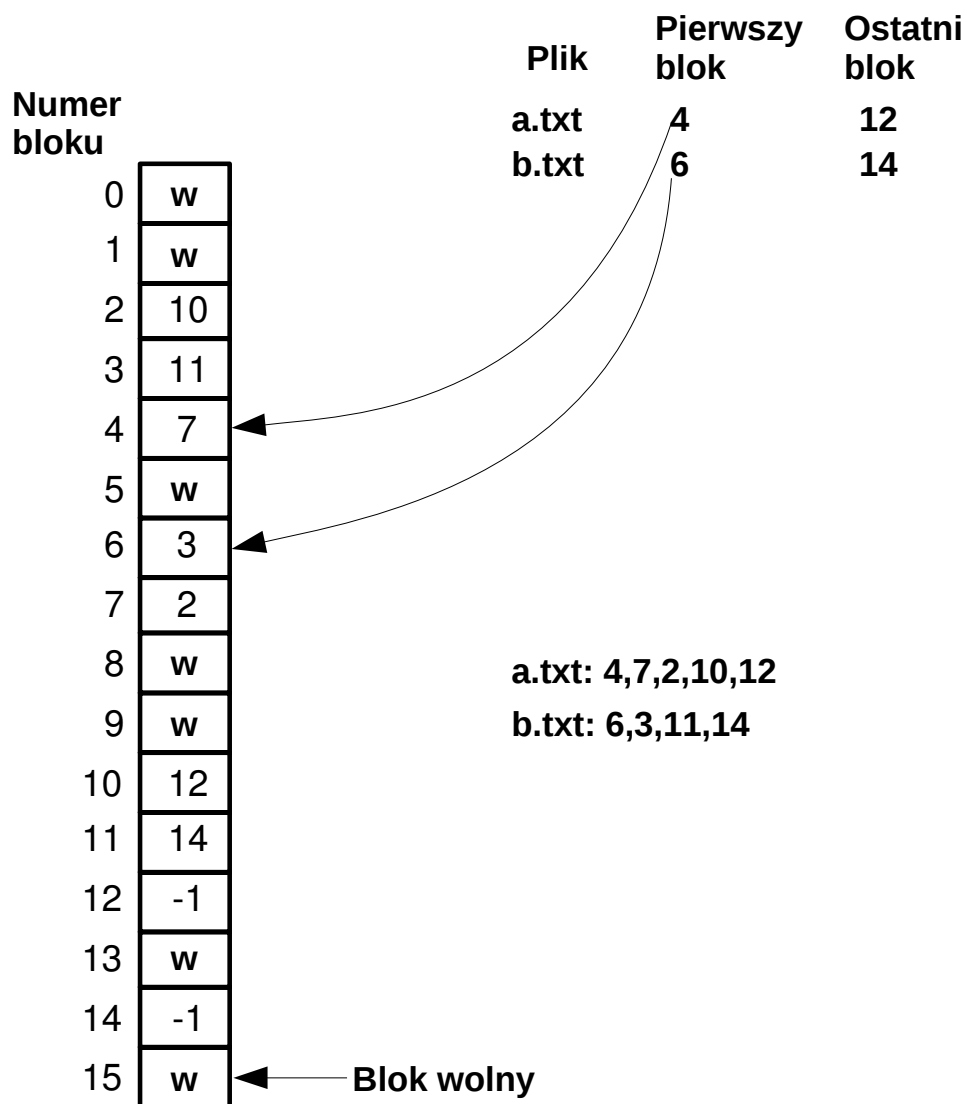 Plik Pierwszy blok Ostatni blok
a.txt 4 12
b.txt 6 14
Numer bloku
0 w
1 w
2 10
3 11
4 7
5 w
6 3
7 2
8 w
9 w
10 12
11 14
12 -1
13 w
14 -1
15 w Blok wolny
a.txt: 4,7,2,10,12
b.txt: 6,3,11,14